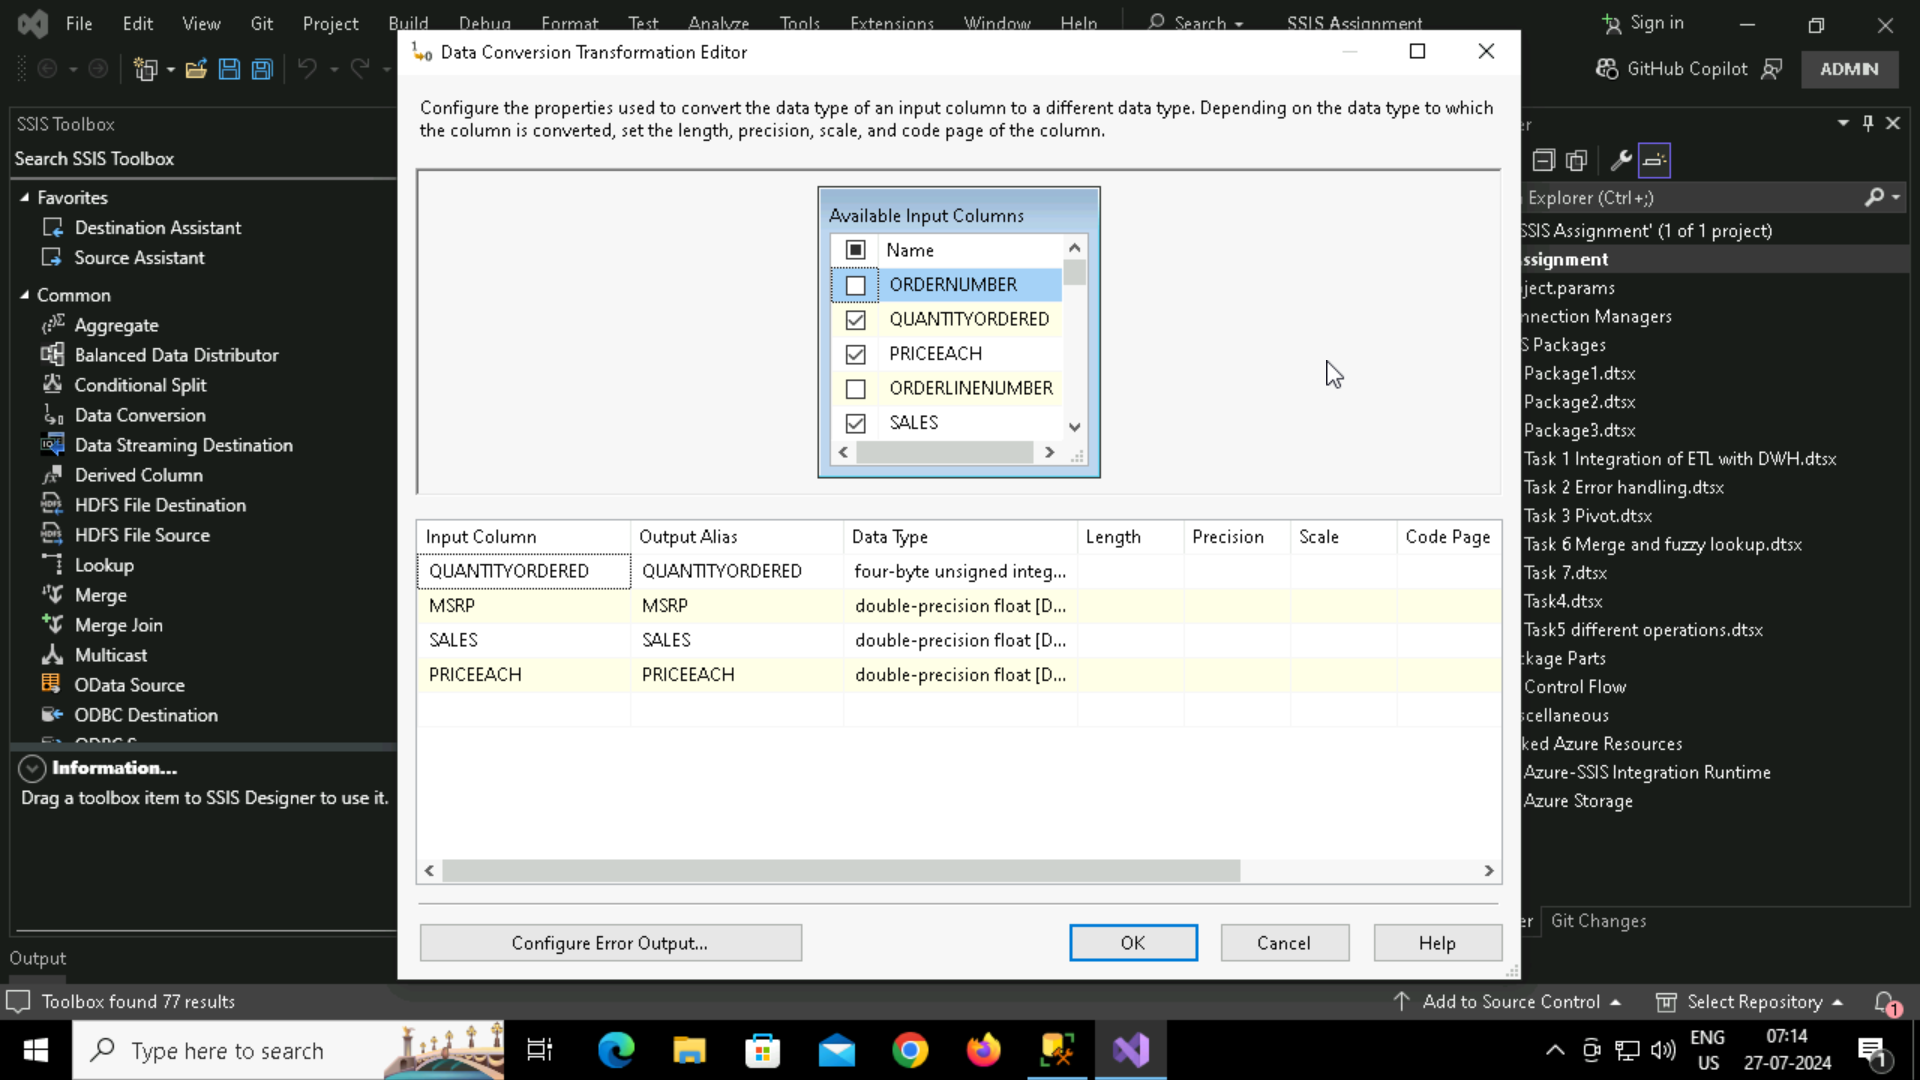 File Edit View Git Project Build Debug Format Test Analyze Tools Extensions Window Help Search SSIS Assignment Sign in
Data Conversion Transformation Editor
GitHub Copilot ADMIN
Configure the properties used to convert the data type of an input column to a different data type. Depending on the data type to which
the column is converted, set the length, precision, scale, and code page of the column.
SSIS Toolbox
Search SSIS Toolbox
Favorites
Destination Assistant
Source Assistant
Common
Aggregate
Balanced Data Distributor
Conditional Split
Data Conversion
Data Streaming Destination
Derived Column
HDFS File Destination
HDFS File Source
Lookup
Merge
Merge Join
Multicast
OData Source
ODBC Destination
Information...
Drag a toolbox item to SSIS Designer to use it.
Output
Available Input Columns
Name
ORDERNUMBER
QUANTITYORDERED
PRICEEACH
ORDERLINENUMBER
SALES
Input Column Output Alias Data Type Length Precision Scale Code Page
QUANTITYORDERED QUANTITYORDERED four-byte unsigned integ...
MSRP MSRP double-precision float [D...
SALES SALES double-precision float [D...
PRICEEACH PRICEEACH double-precision float [D...
Configure Error Output... OK Cancel Help
er
Explorer (Ctrl+;)
SSIS Assignment' (1 of 1 project)
ssignment
ject.params
nnection Managers
S Packages
Package1.dtsx
Package2.dtsx
Package3.dtsx
Task 1 Integration of ETL with DWH.dtsx
Task 2 Error handling.dtsx
Task 3 Pivot.dtsx
Task 6 Merge and fuzzy lookup.dtsx
Task 7.dtsx
Task4.dtsx
Task5 different operations.dtsx
ckage Parts
Control Flow
scellaneous
ked Azure Resources
Azure-SSIS Integration Runtime
Azure Storage
er Git Changes
Toolbox found 77 results Add to Source Control Select Repository 1
Type here to search ENG 07:14
US 27-07-2024 1